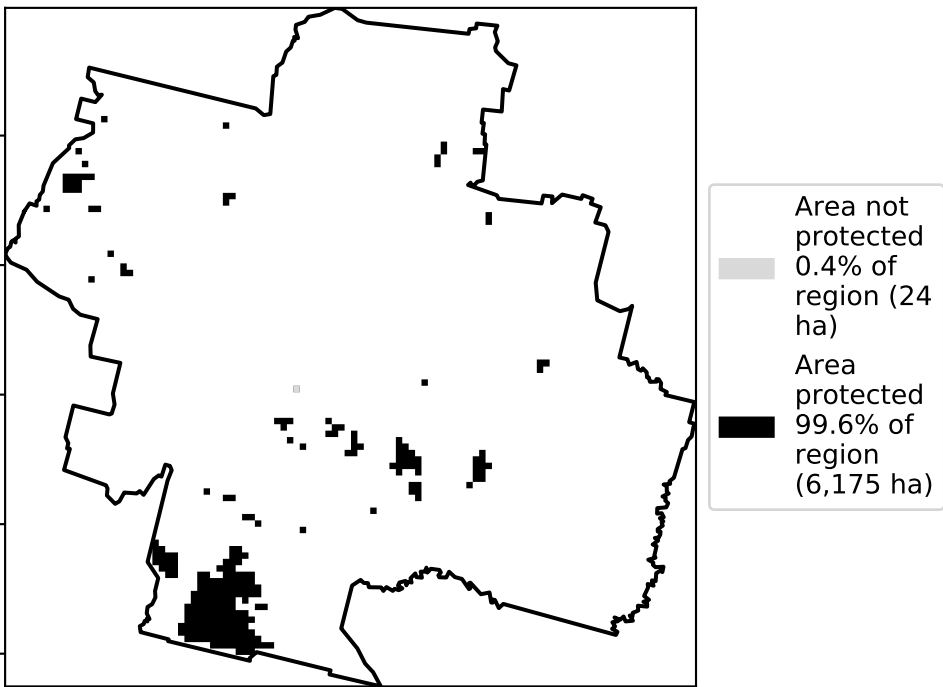 Area not
protected
0.4% of
region (24
ha)
Area
protected
99.6% of
region
(6,175 ha)